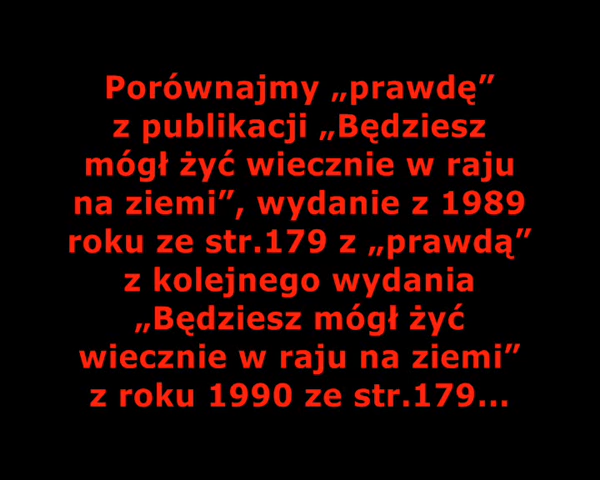 Porównajmy „prawdę”
z publikacji „Będziesz
mógł żyć wiecznie w raju
na ziemi”, wydanie z 1989
roku ze str.179 z „prawdą”
z kolejnego wydania
„Będziesz mógł żyć
wiecznie w raju na ziemi”
z roku 1990 ze str.179...